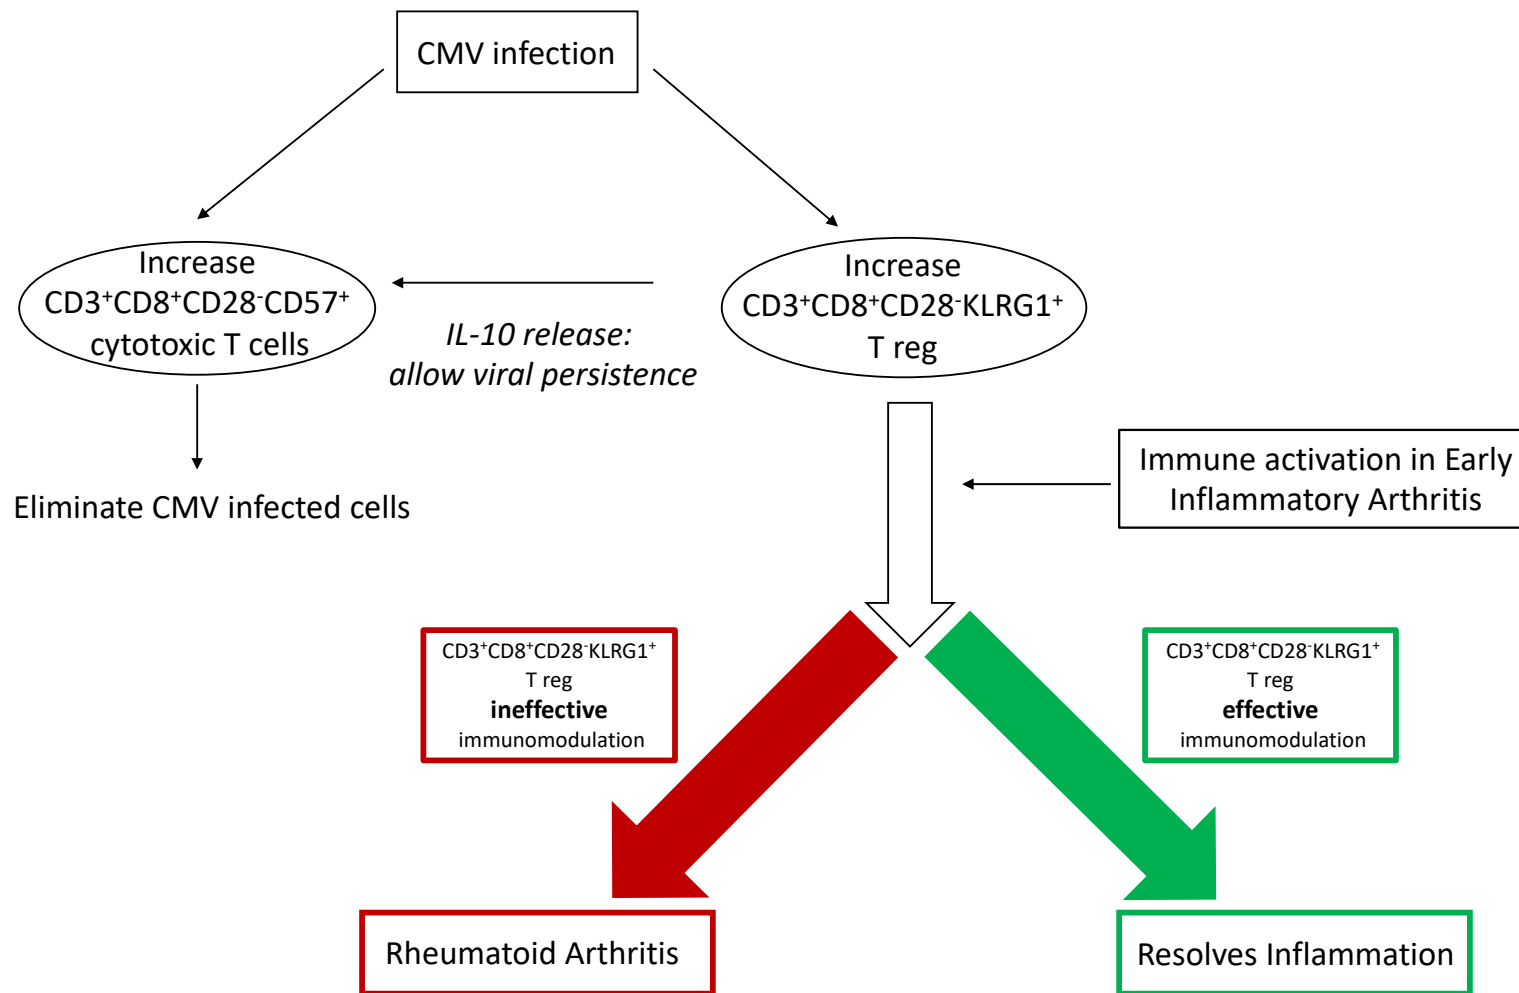 CMV infection
Increase
CD3⁺CD8⁺CD28⁻CD57⁺
cytotoxic T cells
IL-10 release:
allow viral persistence
Increase
CD3⁺CD8⁺CD28⁻KLRG1⁺
T reg
Eliminate CMV infected cells
Immune activation in Early
Inflammatory Arthritis
CD3⁺CD8⁺CD28⁻KLRG1⁺
T reg
ineffective
immunomodulation
CD3⁺CD8⁺CD28⁻KLRG1⁺
T reg
effective
immunomodulation
Rheumatoid Arthritis
Resolves Inflammation